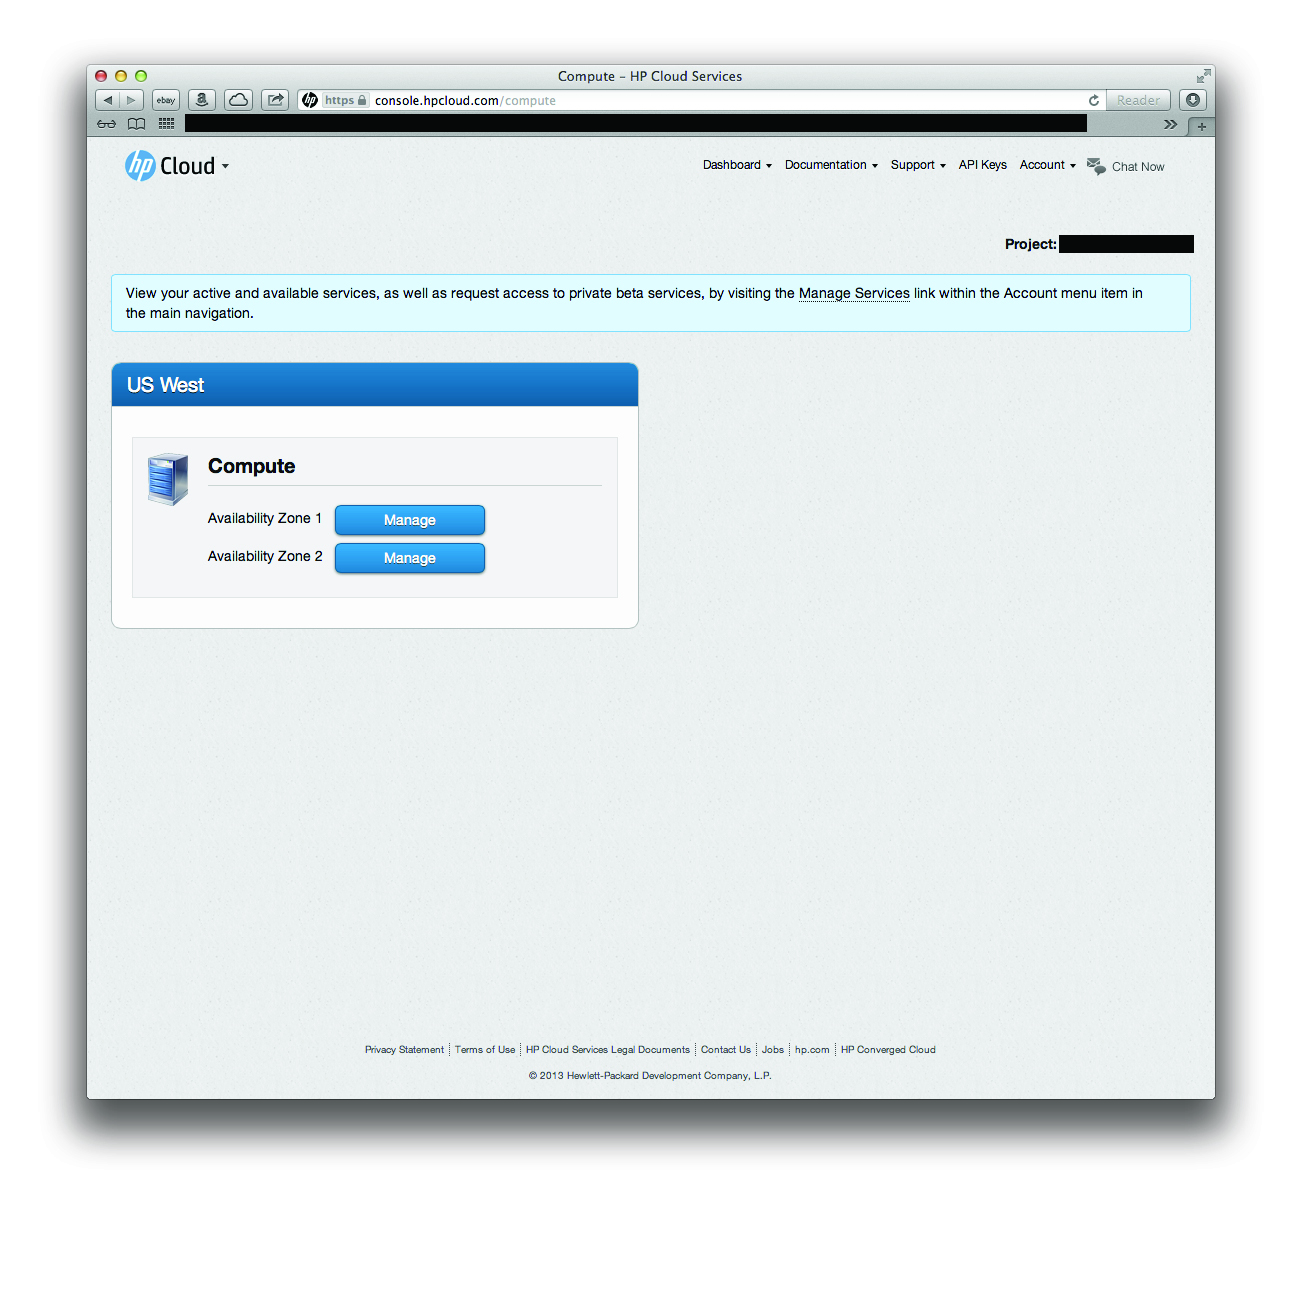 Compute – HP Cloud Services
ebay
https console.hpcloud.com/compute
Reader
hp Cloud
Dashboard Documentation Support API Keys Account Chat Now
Project:
View your active and available services, as well as request access to private beta services, by visiting the Manage Services link within the Account menu item in
the main navigation.
US West
Compute
Availability Zone 1 Manage
Availability Zone 2 Manage
Privacy Statement Terms of Use HP Cloud Services Legal Documents Contact Us Jobs hp.com HP Converged Cloud
© 2013 Hewlett-Packard Development Company, L.P.